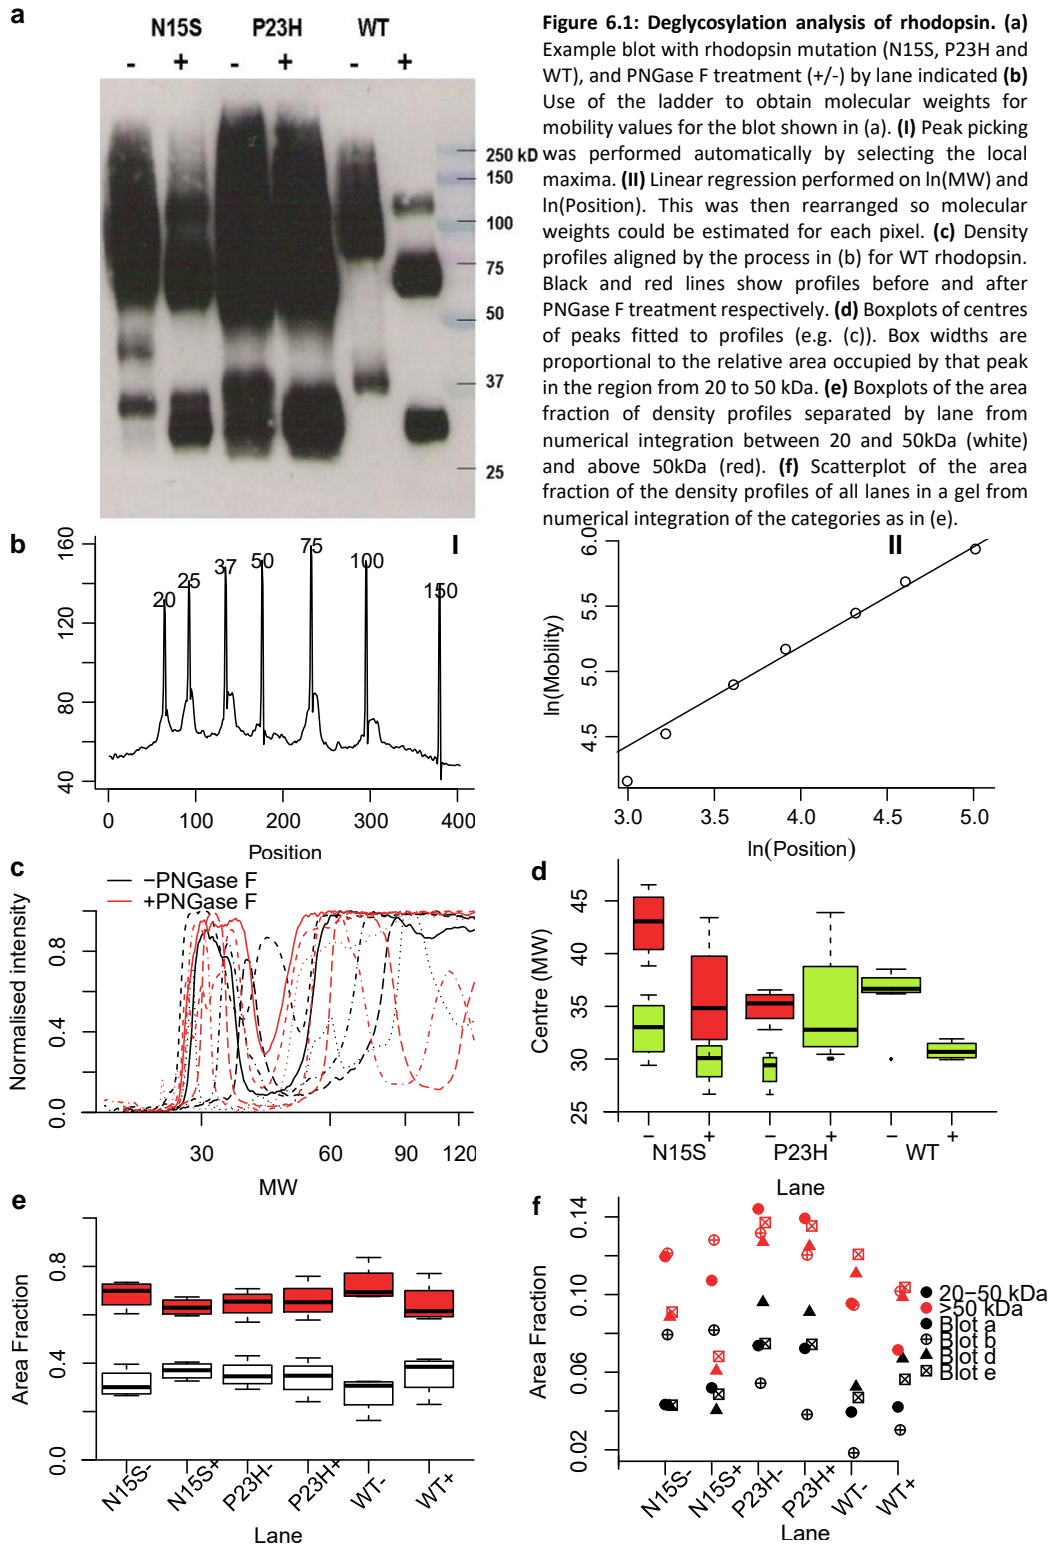 a
N15S P23H WT
- + - + - +
250 kD
150
100
75
50
37
25
Figure 6.1: Deglycosylation analysis of rhodopsin. (a)
Example blot with rhodopsin mutation (N15S, P23H and
WT), and PNGase F treatment (+/-) by lane indicated (b)
Use of the ladder to obtain molecular weights for
mobility values for the blot shown in (a). (I) Peak picking
was performed automatically by selecting the local
maxima. (II) Linear regression performed on ln(MW) and
ln(Position). This was then rearranged so molecular
weights could be estimated for each pixel. (c) Density
profiles aligned by the process in (b) for WT rhodopsin.
Black and red lines show profiles before and after
PNGase F treatment respectively. (d) Boxplots of centres
of peaks fitted to profiles (e.g. (c)). Box widths are
proportional to the relative area occupied by that peak
in the region from 20 to 50 kDa. (e) Boxplots of the area
fraction of density profiles separated by lane from
numerical integration between 20 and 50kDa (white)
and above 50kDa (red). (f) Scatterplot of the area
fraction of the density profiles of all lanes in a gel from
numerical integration of the categories as in (e).
b
I
160
120
80
40
20 25 37 50 75 100 150
0 100 200 300 400
Position
II
ln(Mobility)
6.0
5.5
5.0
4.5
3.0 3.5 4.0 4.5 5.0
ln(Position)
c
−PNGase F
+PNGase F
Normalised intensity
0.8
0.4
0.0
30 60 90 120
MW
d
Centre (MW)
45
40
35
30
25
− + − + − +
N15S P23H WT
Lane
e
Area Fraction
0.8
0.4
0.0
N15S- N15S+ P23H- P23H+ WT- WT+
Lane
f
Area Fraction
0.14
0.10
0.06
0.02
20−50 kDa
>50 kDa
Blot a
Blot b
Blot d
Blot e
N15S- N15S+ P23H- P23H+ WT- WT+
Lane